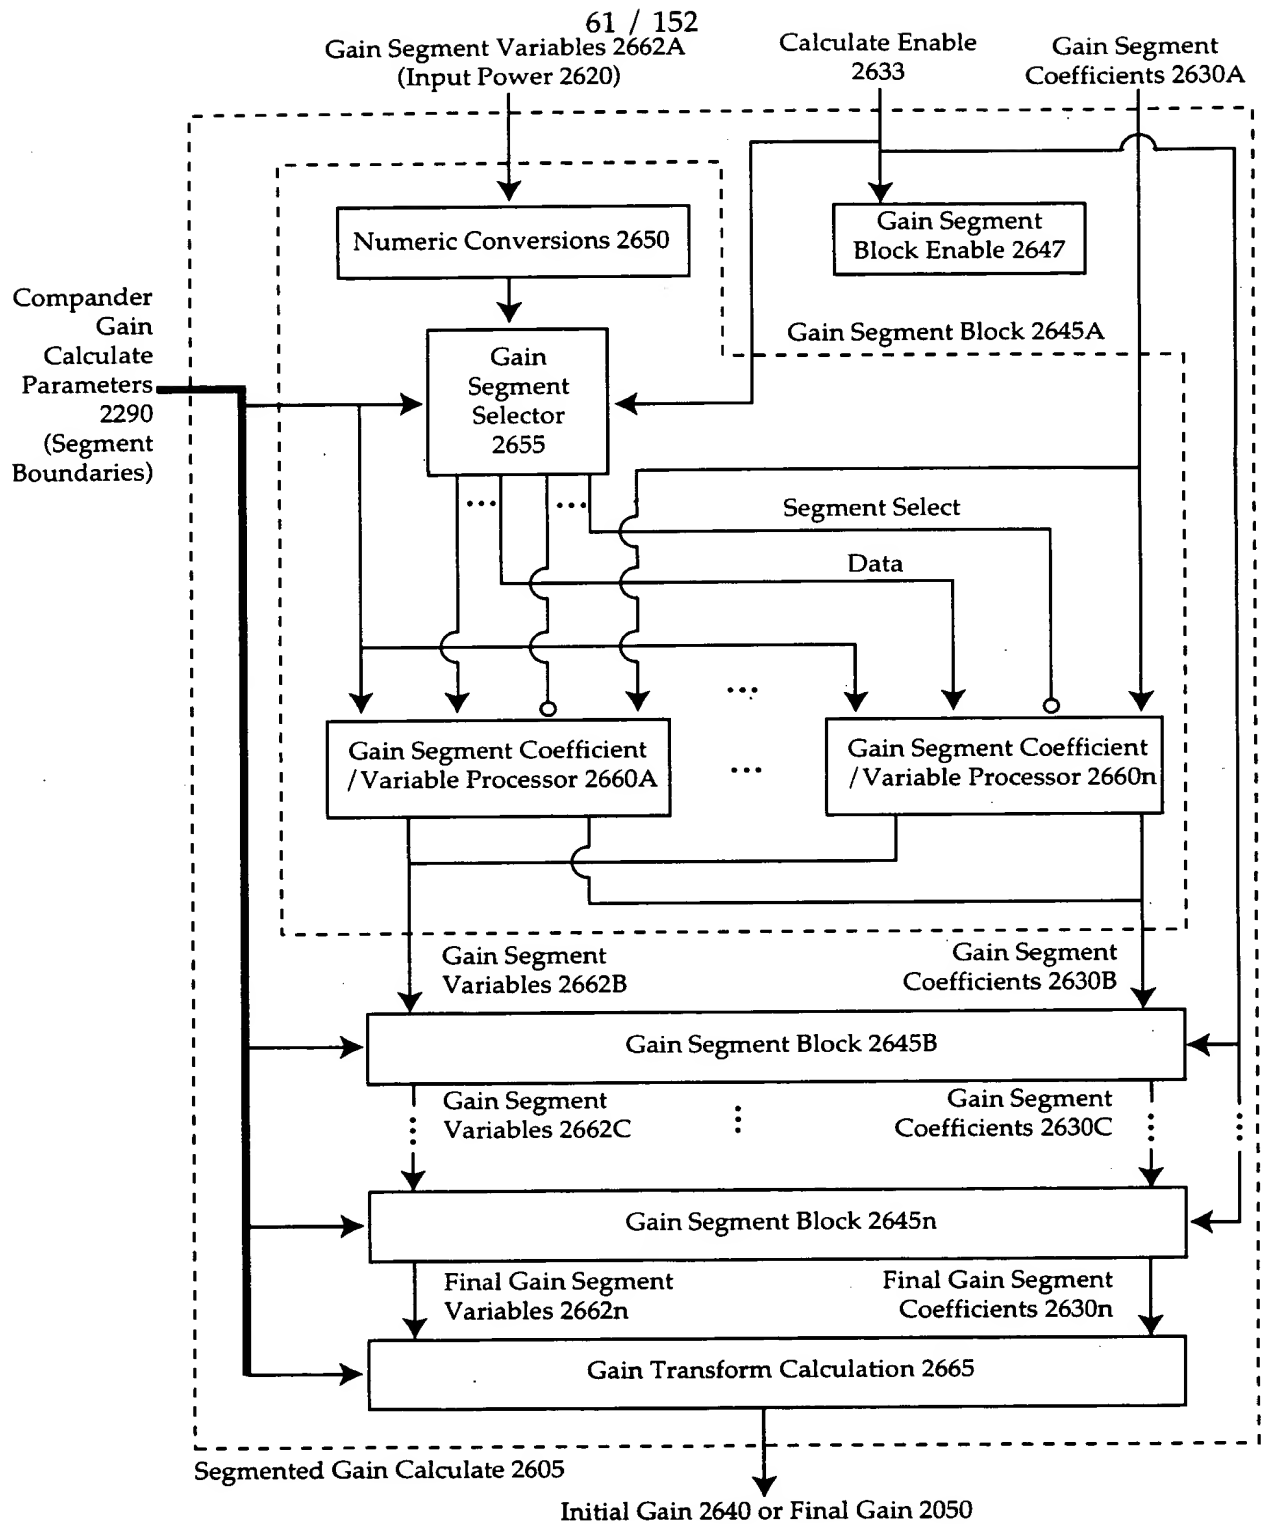 61 / 152
Gain Segment Variables 2662A
(Input Power 2620)
Calculate Enable
2633
Gain Segment
Coefficients 2630A
Numeric Conversions 2650
Gain Segment
Block Enable 2647
Compander
Gain
Calculate
Parameters
2290
(Segment
Boundaries)
Gain Segment Block 2645A
Gain
Segment
Selector
2655
Segment Select
Data
Gain Segment Coefficient
/Variable Processor 2660A
Gain Segment Coefficient
/Variable Processor 2660n
Gain Segment
Variables 2662B
Gain Segment
Coefficients 2630B
Gain Segment Block 2645B
Gain Segment
Variables 2662C
Gain Segment
Coefficients 2630C
Gain Segment Block 2645n
Final Gain Segment
Variables 2662n
Final Gain Segment
Coefficients 2630n
Gain Transform Calculation 2665
Segmented Gain Calculate 2605
Initial Gain 2640 or Final Gain 2050